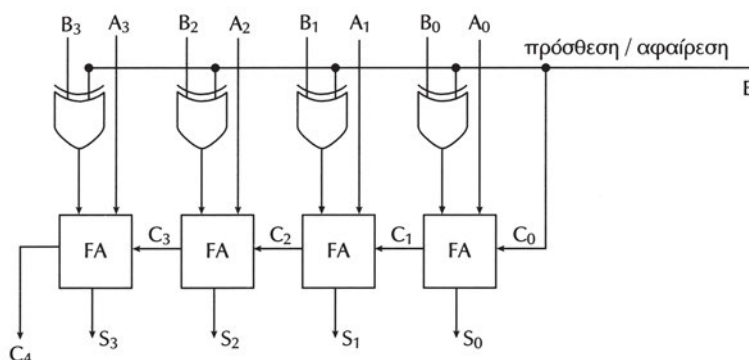 B3 A3 B2 A2 B1 A1 B0 A0
πρόσθεση / αφαίρεση
E
FA C3 FA C2 FA C1 FA C0
C4 S3 S2 S1 S0